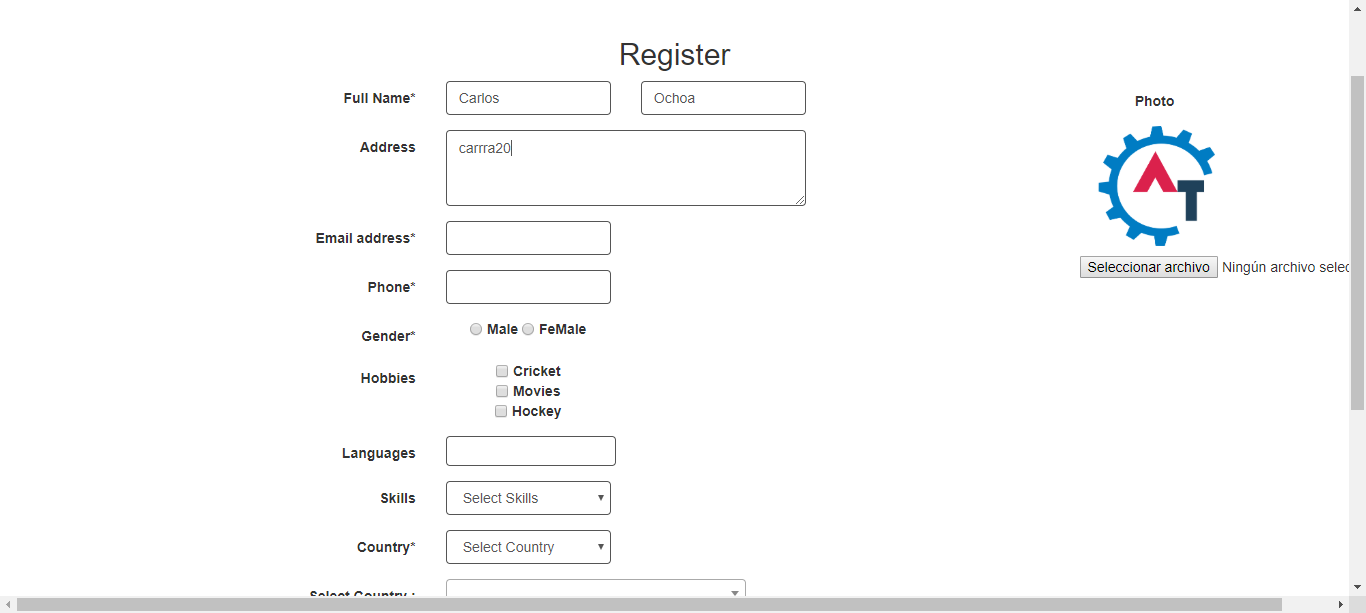 Register
Full Name* Carlos Ochoa
Photo
Address carrra20
AT
Email address*
Seleccionar archivo Ningún archivo selec
Phone*
Gender* Male FeMale
Hobbies Cricket
Movies
Hockey
Languages
Skills Select Skills
Country* Select Country
Select Country :